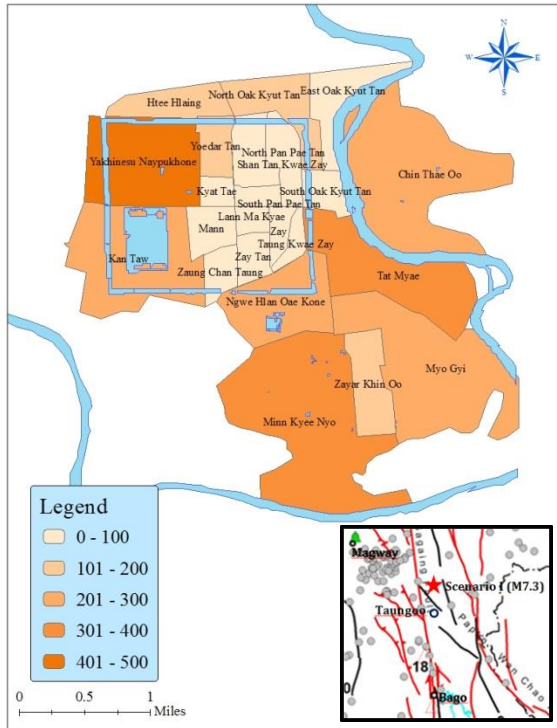 N
W
E
S
North Oak Kyut Tan
East Oak Kyut Tan
Htee Hlaing
Yoedar Tan
North Pan Pae Tan
Yakhinesu Naypukhone
Shan Tan Kwae Zay
Chin Thae Oo
Kyat Tae
South Oak Kyut Tan
South Pan Pae Tan
Lann Ma Kyae
Mann
Zay
Taung Kwae Zay
Kan Taw
Zay Tan
Zaung Chan Taung
Tat Myae
Ngwe Hlan Oae Kone
Myo Gyi
Zayar Khin Oo
Minn Kyee Nyo
Legend
0 - 100
101 - 200
201 - 300
301 - 400
401 - 500
0
0.5
1
Miles
Magway
Scenario I (M7.3)
Taungoo
18
0
Bago